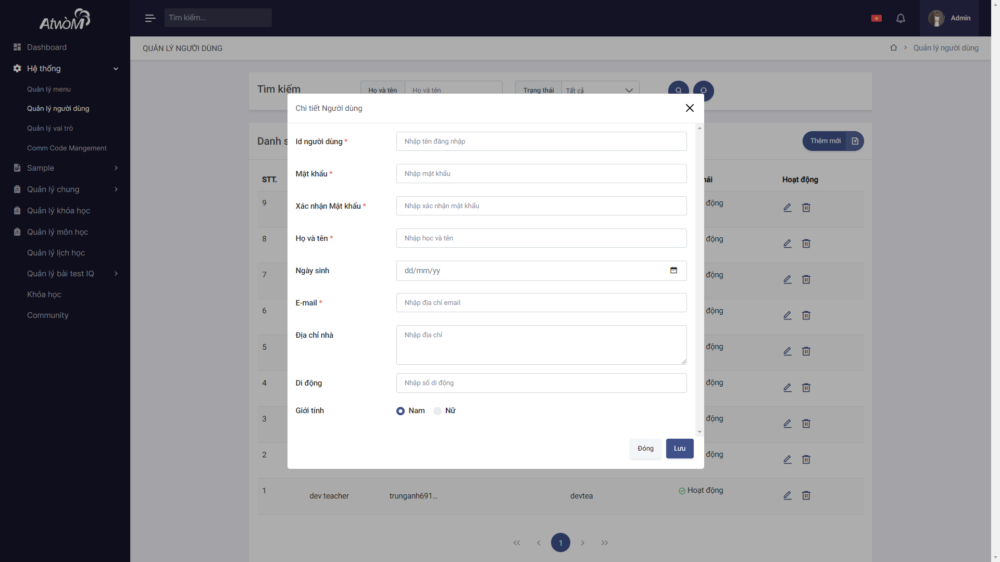 AtwòM
Tìm kiếm...
Admin
Dashboard
Hệ thống
Quản lý menu
Quản lý người dùng
Quản lý vai trò
Comm Code Mangement
Sample
Quản lý chung
Quản lý khóa học
Quản lý môn học
Quản lý lịch học
Quản lý bài test IQ
Khóa học
Community
QUẢN LÝ NGƯỜI DÙNG
Quản lý người dùng
Tìm kiếm
Họ và tên
Họ và tên
Trạng thái
Tất cả
Danh s
Thêm mới
Chi tiết Người dùng
Id người dùng *
Nhập tên đăng nhập
Mật khẩu *
Nhập mật khẩu
Xác nhận Mật khẩu *
Nhập xác nhận mật khẩu
Họ và tên *
Nhập học và tên
Ngày sinh
dd/mm/yy
E-mail *
Nhập địa chỉ email
Địa chỉ nhà
Nhập địa chỉ
Di động
Nhập số di động
Giới tính
Nam
Nữ
Đóng
Lưu
STT.
hái
Hoạt động
9
động
8
động
7
động
6
động
5
động
4
động
3
động
2
động
1
dev teacher
trunganh691...
devtea
Hoạt động
1